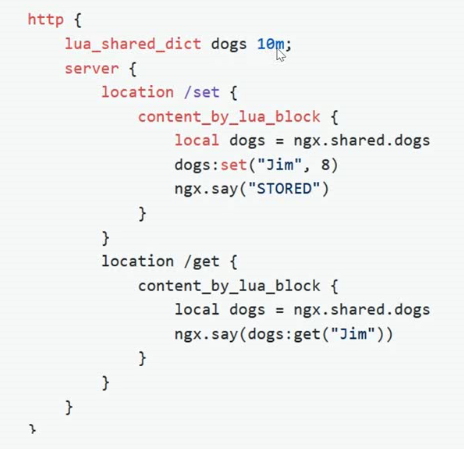 http {
    lua_shared_dict dogs 10m;
    server {
        location /set {
            content_by_lua_block {
                local dogs = ngx.shared.dogs
                dogs:set("Jim", 8)
                ngx.say("STORED")
            }
        }
        location /get {
            content_by_lua_block {
                local dogs = ngx.shared.dogs
                ngx.say(dogs:get("Jim"))
            }
        }
    }
}